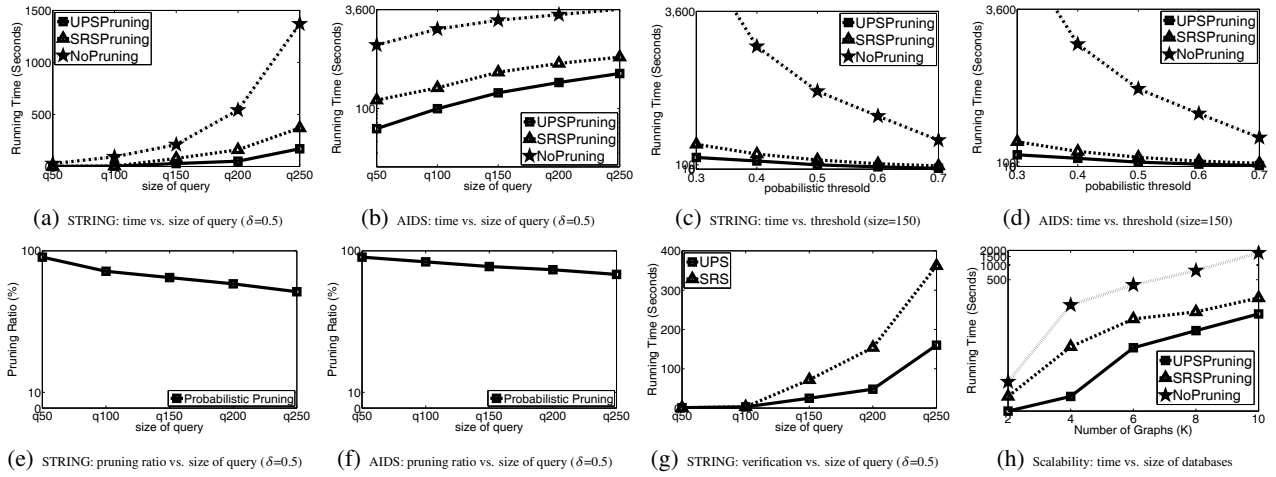 1500
1000
500
0
Running Time (Seconds)
UPSPruning
SRSPruning
NoPruning
q50 q100 q150 q200 q250
size of query
(a) STRING: time vs. size of query (δ=0.5)
3,600
100
Running Time (Seconds)
UPSPruning
SRSPruning
NoPruning
q50 q100 q150 q200 q250
size of query
(b) AIDS: time vs. size of query (δ=0.5)
3,600
100
Running Time (Seconds)
UPSPruning
SRSPruning
NoPruning
0.3 0.4 0.5 0.6 0.7
pobabilistic thresold
(c) STRING: time vs. threshold (size=150)
3,600
100
Running Time (Seconds)
UPSPruning
SRSPruning
NoPruning
0.3 0.4 0.5 0.6 0.7
pobabilistic thresold
(d) AIDS: time vs. threshold (size=150)
100
10
0
Pruning Ratio (%)
Probabilistic Pruning
q50 q100 q150 q200 q250
size of query
(e) STRING: pruning ratio vs. size of query (δ=0.5)
100
10
0
Pruning Ratio (%)
Probabilistic Pruning
q50 q100 q150 q200 q250
size of query
(f) AIDS: pruning ratio vs. size of query (δ=0.5)
400
300
200
100
0
Running Time (Seconds)
UPS
SRS
q50 q100 q150 q200 q250
size of query
(g) STRING: verification vs. size of query (δ=0.5)
2000
1500
1000
500
Running Time (Seconds)
UPSPruning
SRSPruning
NoPruning
2 4 6 8 10
Number of Graphs (K)
(h) Scalability: time vs. size of databases